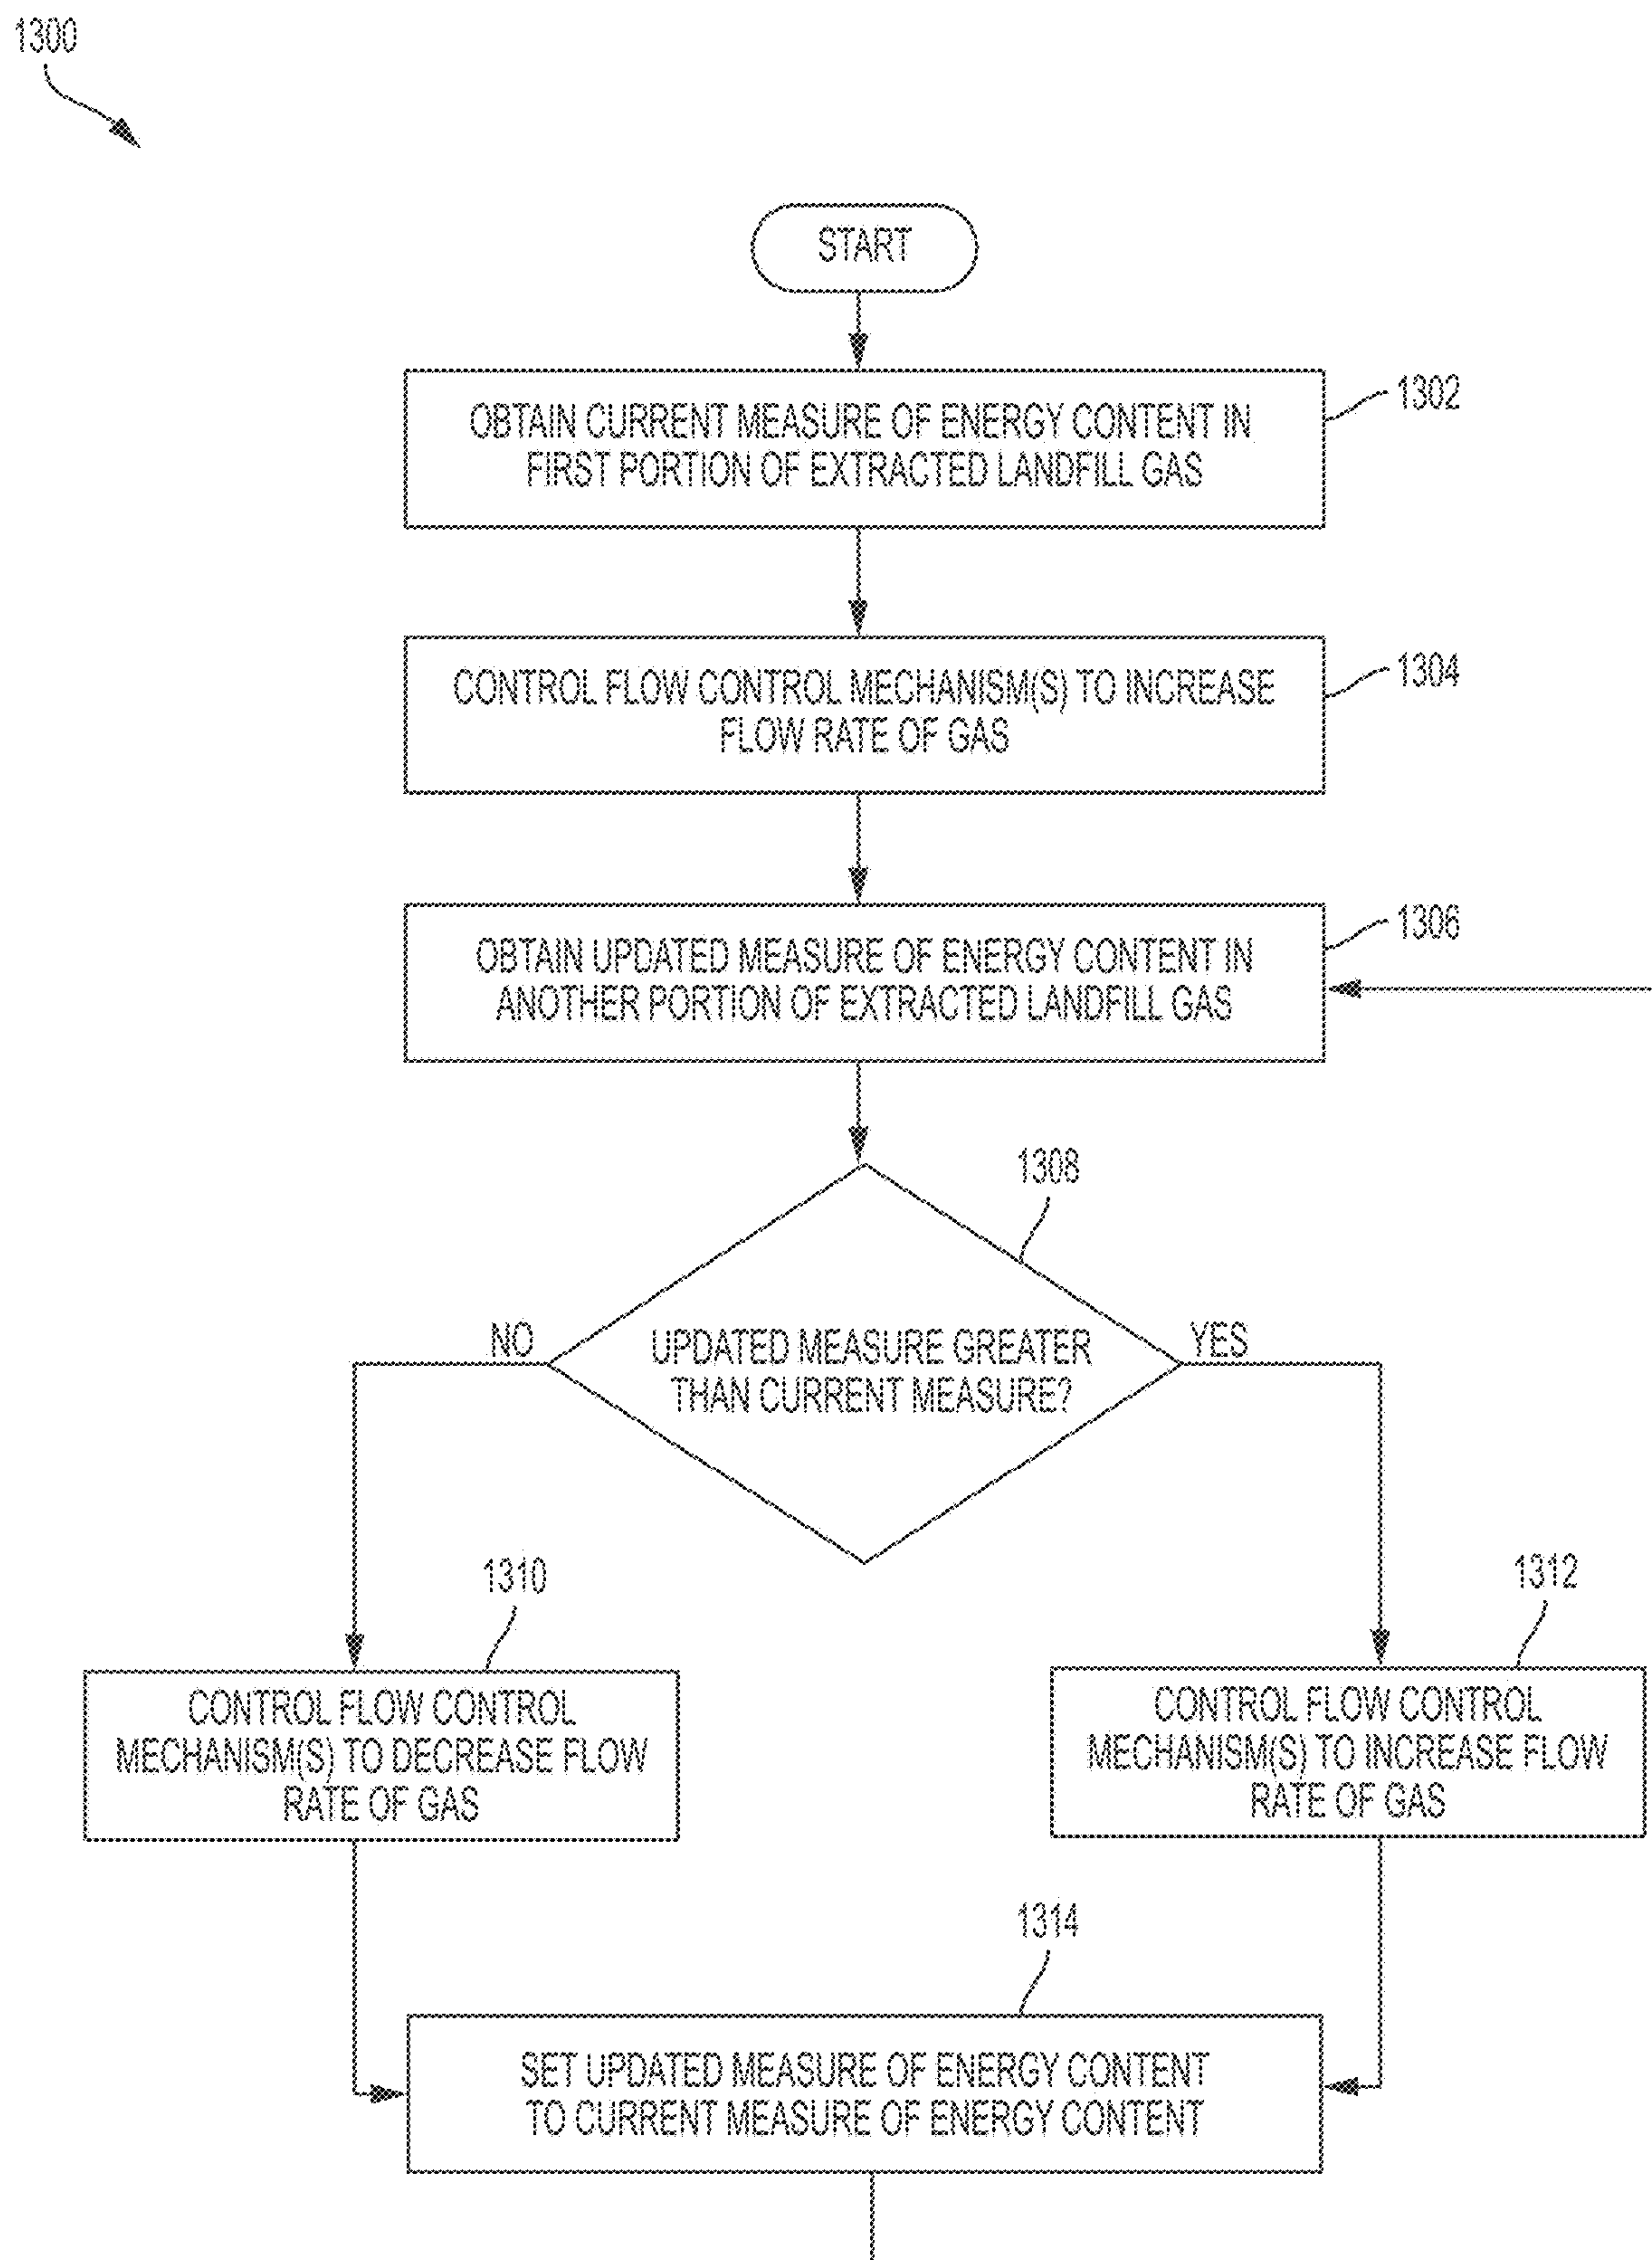 1300
START
OBTAIN CURRENT MEASURE OF ENERGY CONTENT IN
FIRST PORTION OF EXTRACTED LANDFILL GAS
1302
CONTROL FLOW CONTROL MECHANISM(S) TO INCREASE
FLOW RATE OF GAS
1304
OBTAIN UPDATED MEASURE OF ENERGY CONTENT IN
ANOTHER PORTION OF EXTRACTED LANDFILL GAS
1306
1308
NO
UPDATED MEASURE GREATER
THAN CURRENT MEASURE?
YES
1310
CONTROL FLOW CONTROL
MECHANISM(S) TO DECREASE FLOW
RATE OF GAS
1312
CONTROL FLOW CONTROL
MECHANISM(S) TO INCREASE FLOW
RATE OF GAS
1314
SET UPDATED MEASURE OF ENERGY CONTENT
TO CURRENT MEASURE OF ENERGY CONTENT